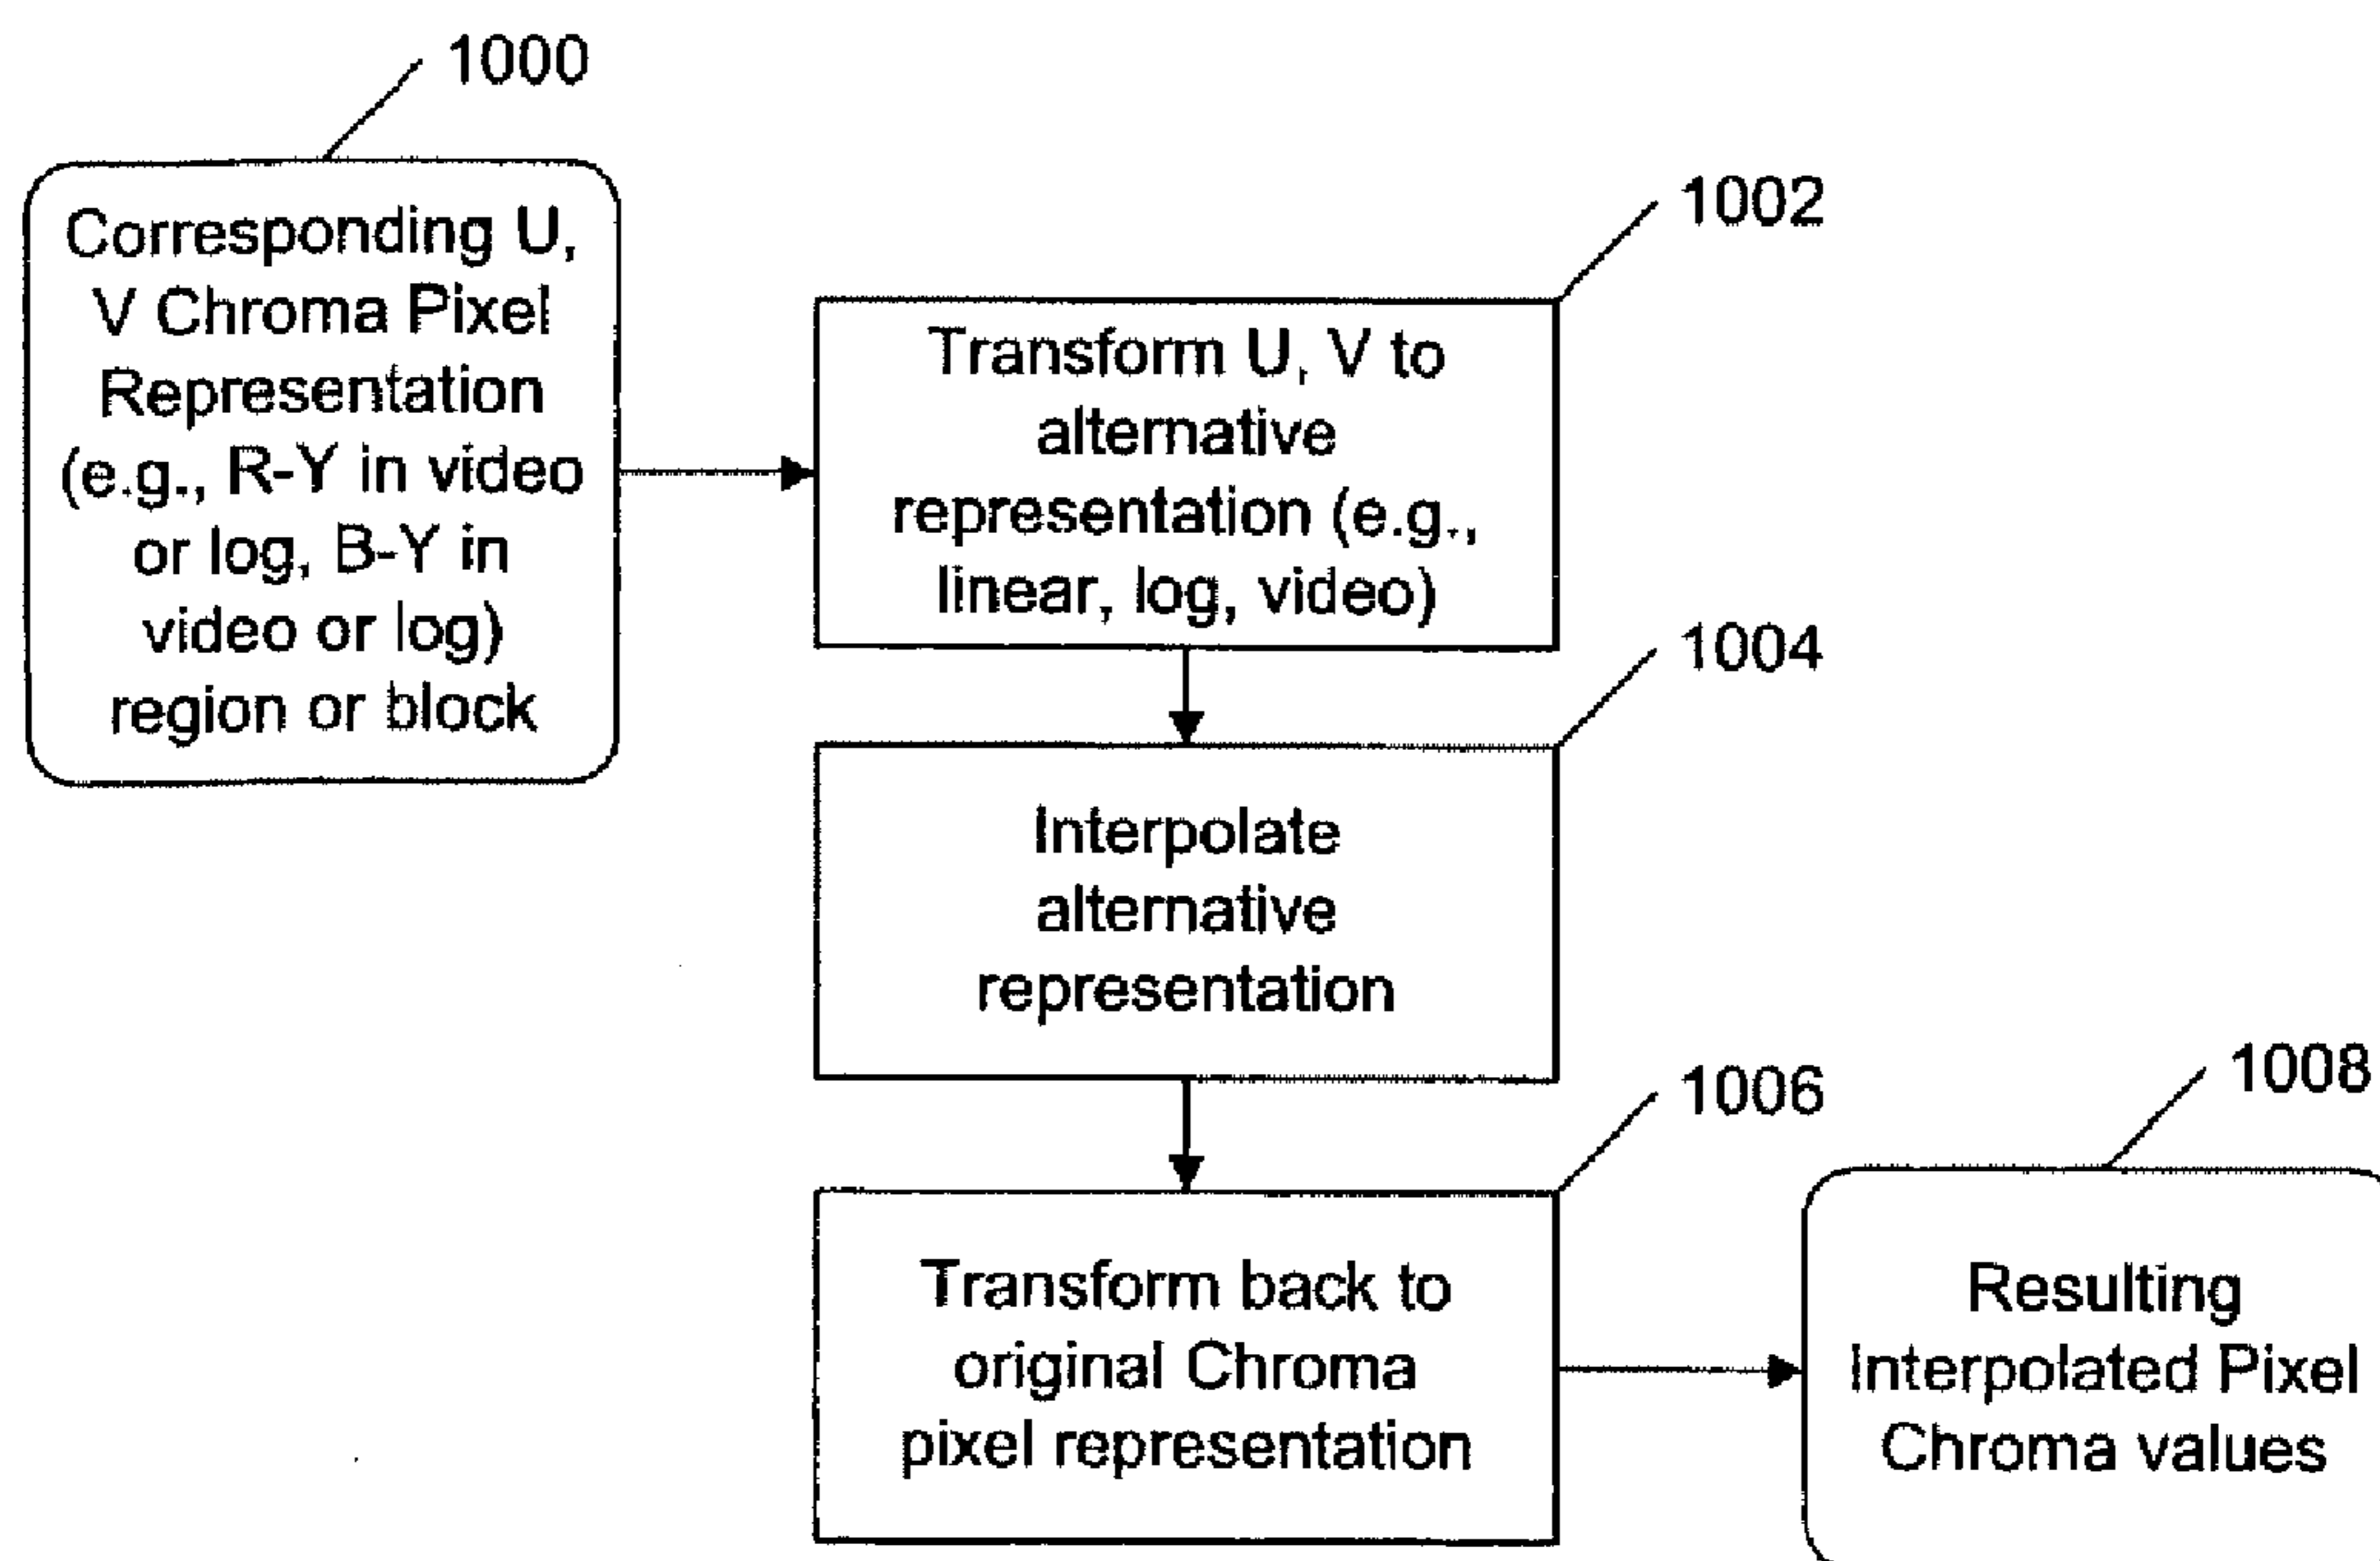 1000
Corresponding U,
V Chroma Pixel
Representation
(e.g., R-Y in video
or log, B-Y in
video or log)
region or block
1002
Transform U, V to
alternative
representation (e.g.,
linear, log, video)
1004
Interpolate
alternative
representation
1006
Transform back to
original Chroma
pixel representation
1008
Resulting
Interpolated Pixel
Chroma values